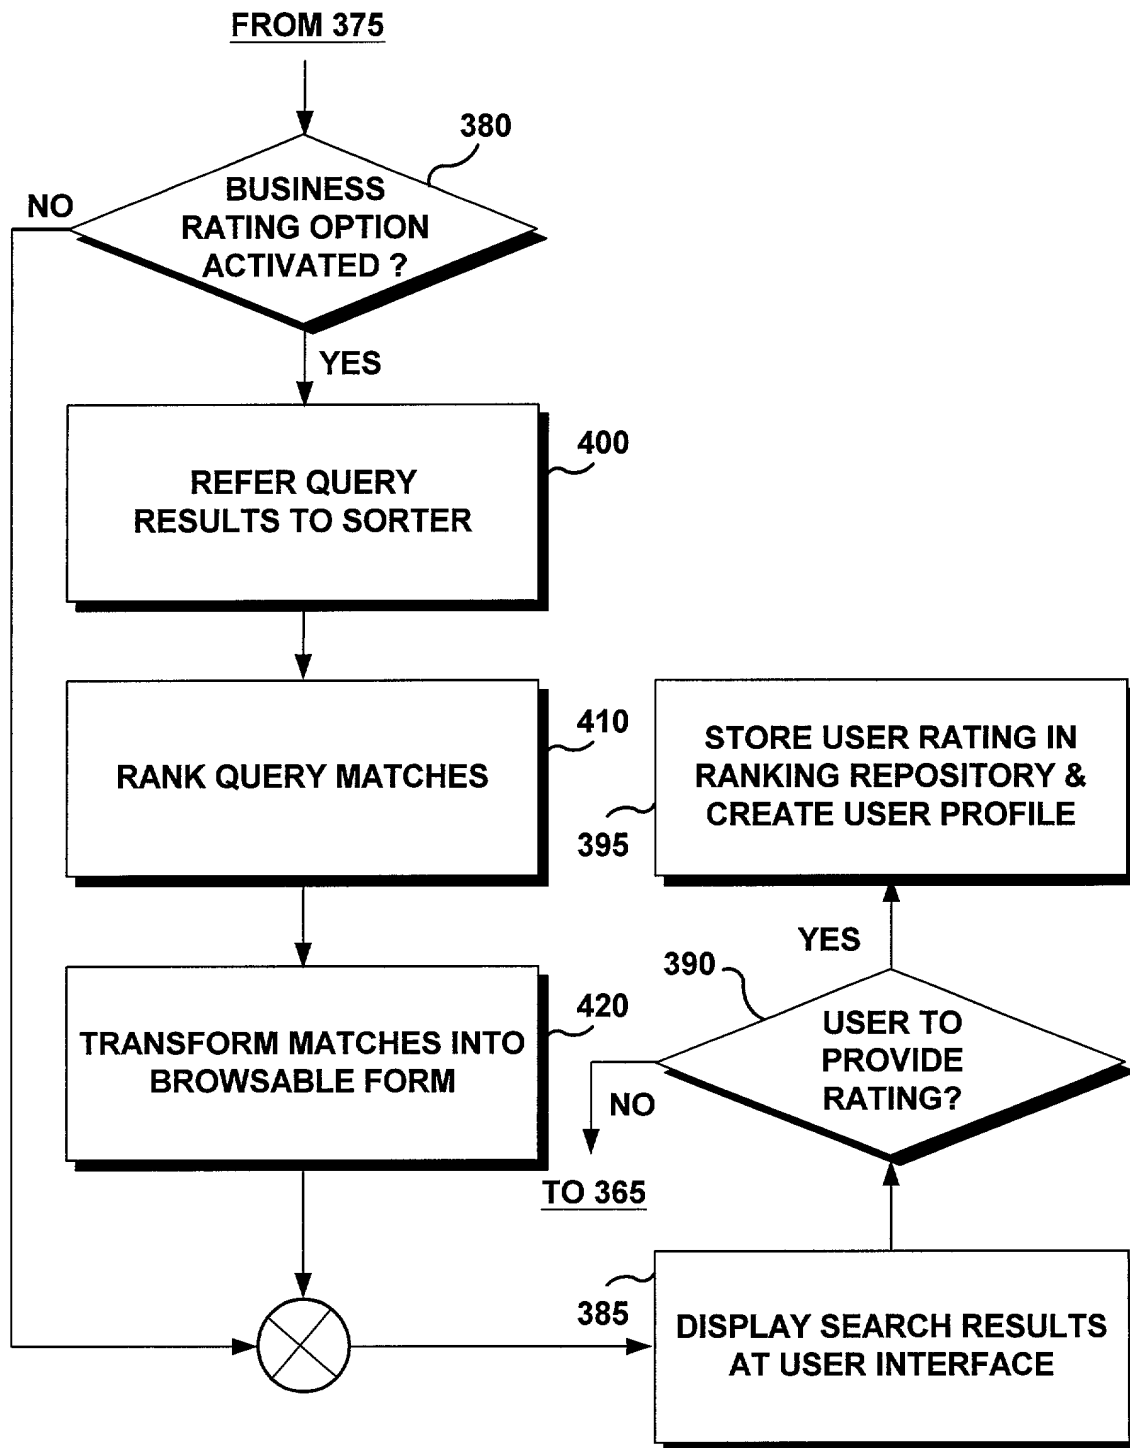 FROM 375
380
NO
BUSINESS
RATING OPTION
ACTIVATED ?
YES
400
REFER QUERY
RESULTS TO SORTER
410
RANK QUERY MATCHES
STORE USER RATING IN
RANKING REPOSITORY &
CREATE USER PROFILE
395
YES
390
420
TRANSFORM MATCHES INTO
BROWSABLE FORM
USER TO
PROVIDE
RATING?
NO
TO 365
385
DISPLAY SEARCH RESULTS
AT USER INTERFACE